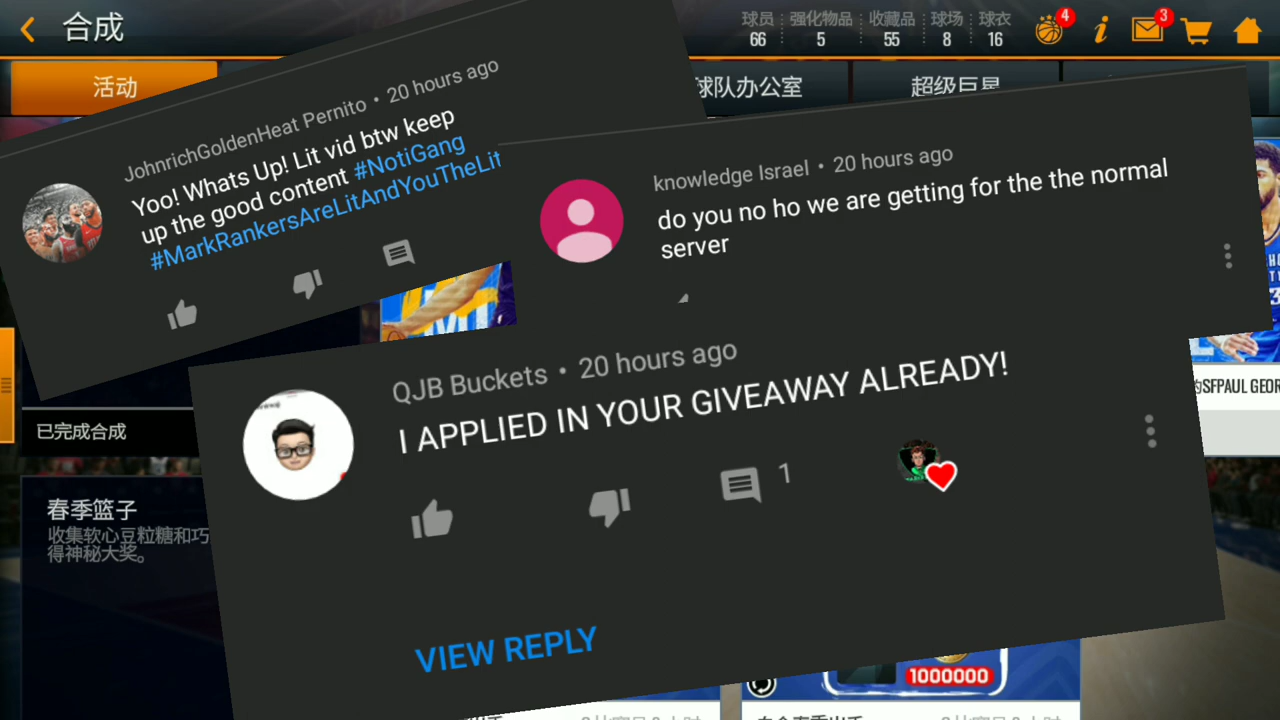 合成
球员
66
强化物品
5
收藏品
55
球场
8
球衣
16
4
3
活动
球队办公室
超级巨星
JohnrichGoldenHeat Pernito • 20 hours ago
Yoo! Whats Up! Lit vid btw keep
up the good content #NotiGang
#MarkRankersAreLitAndYouTheLit
knowledge Israel • 20 hours ago
do you no ho we are getting for the the normal
server
QJB Buckets • 20 hours ago
I APPLIED IN YOUR GIVEAWAY ALREADY!
1
VIEW REPLY
SFPAUL GEOR
已完成合成
春季篮子
收集软心豆粒糖和巧
得神秘大奖。
1000000